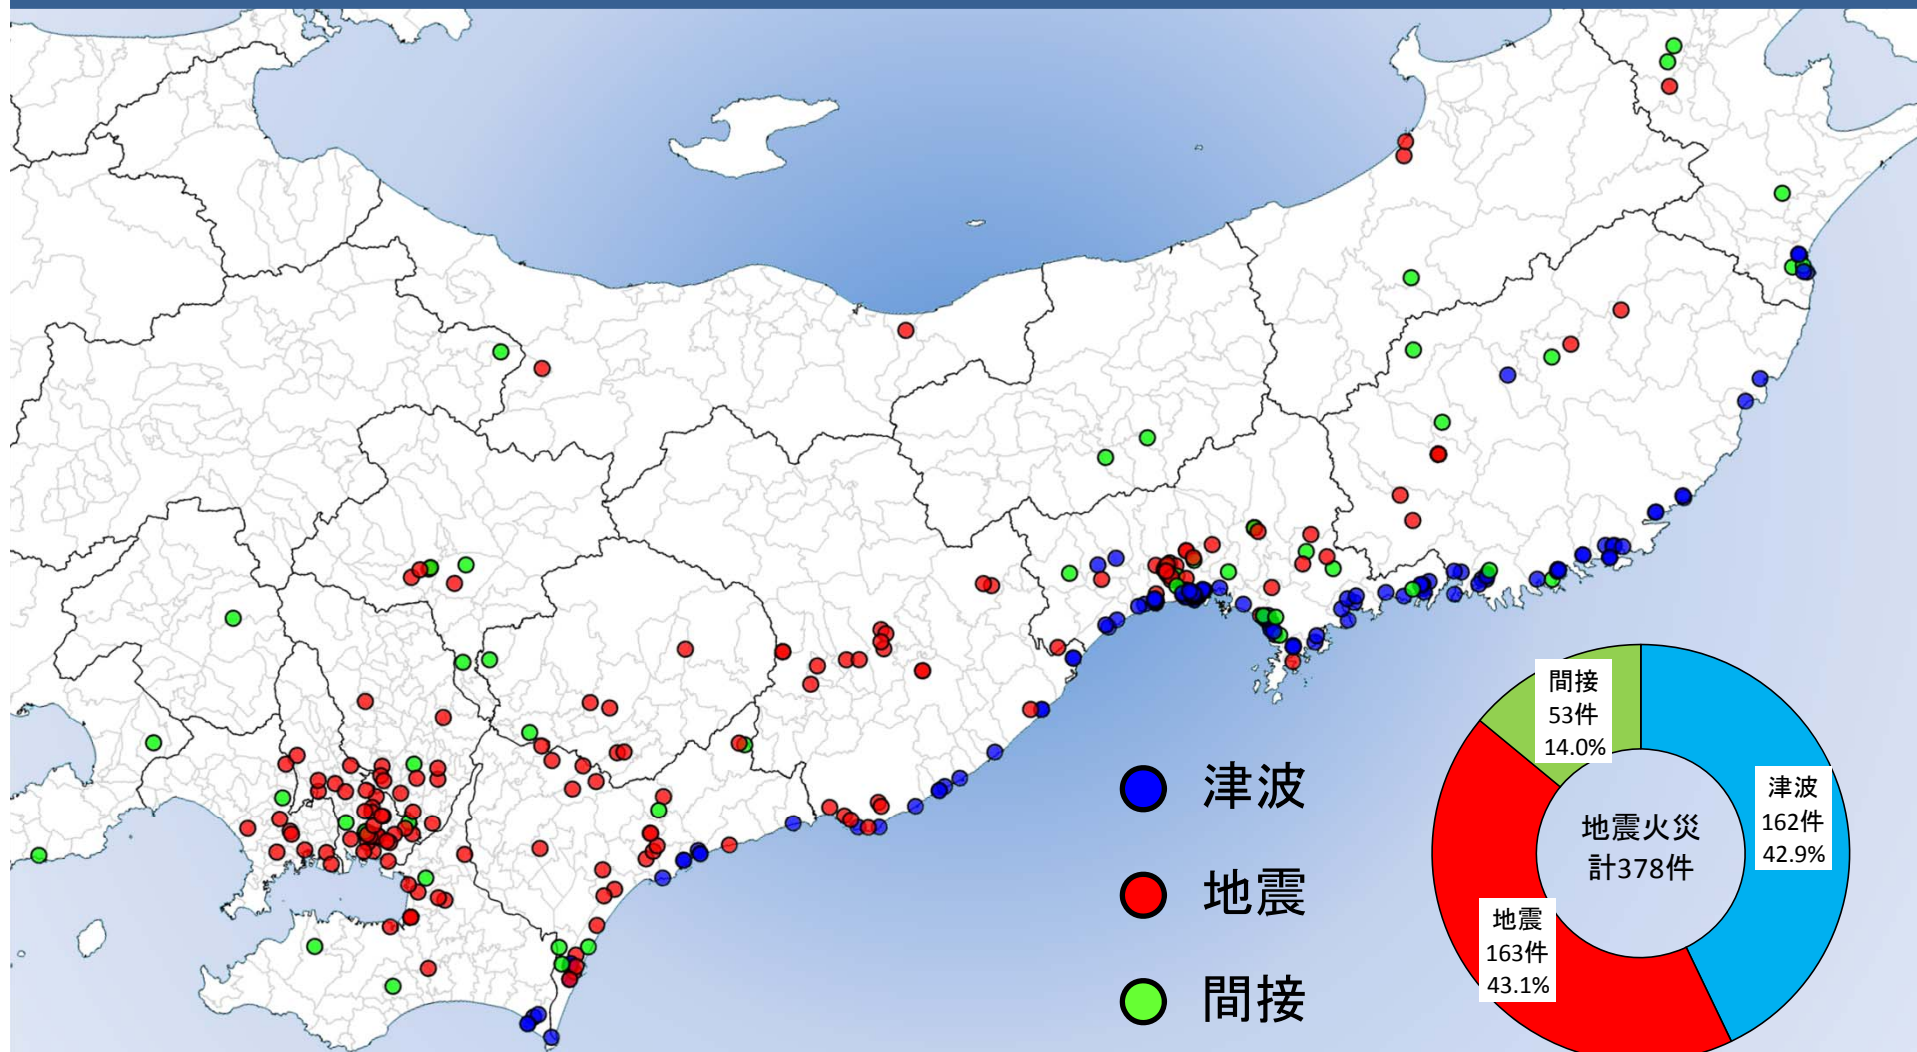 津波
地震
間接
間接
53件
14.0%
津波
162件
42.9%
地震火災
計378件
地震
163件
43.1%